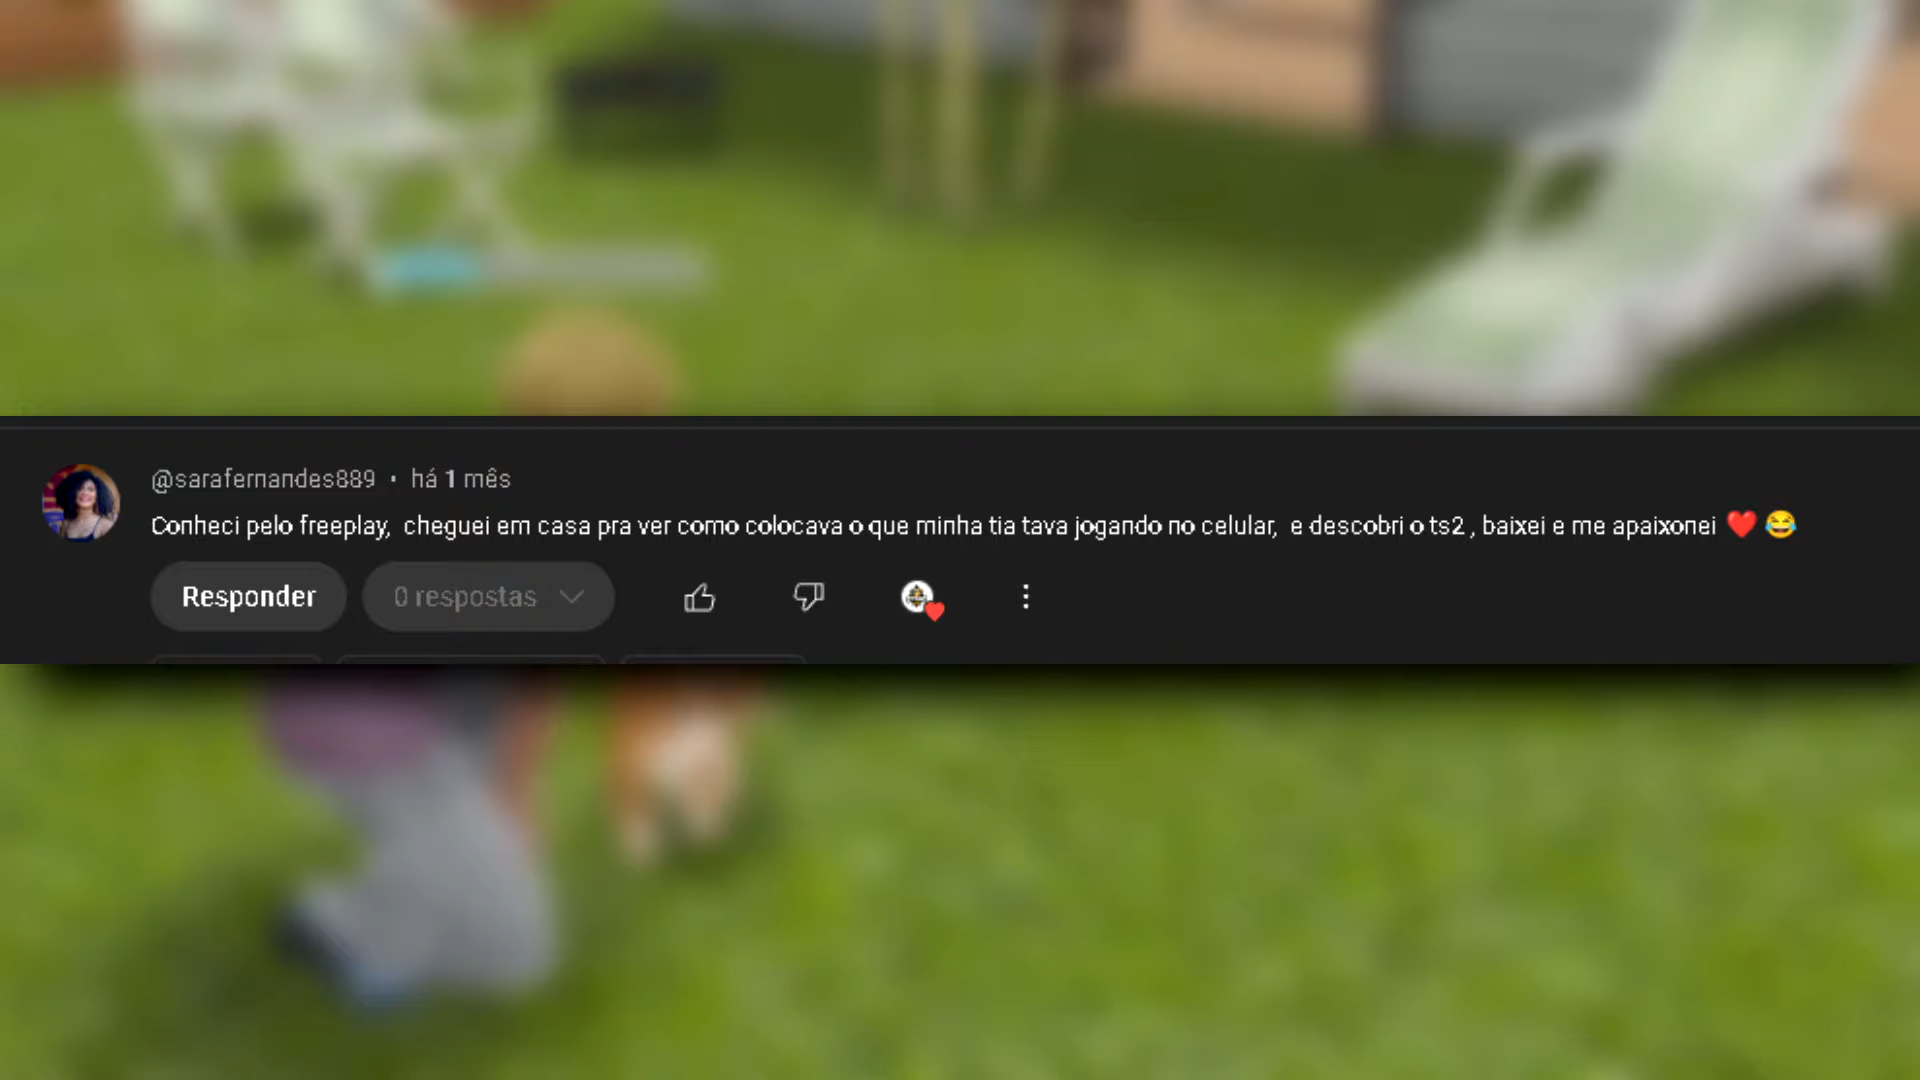 @sarafernandes889 • há 1 mês
Conheci pelo freeplay, cheguei em casa pra ver como colocava o que minha tia tava jogando no celular, e descobri o ts2 , baixei e me apaixonei ❤️ 😂
Responder 0 respostas